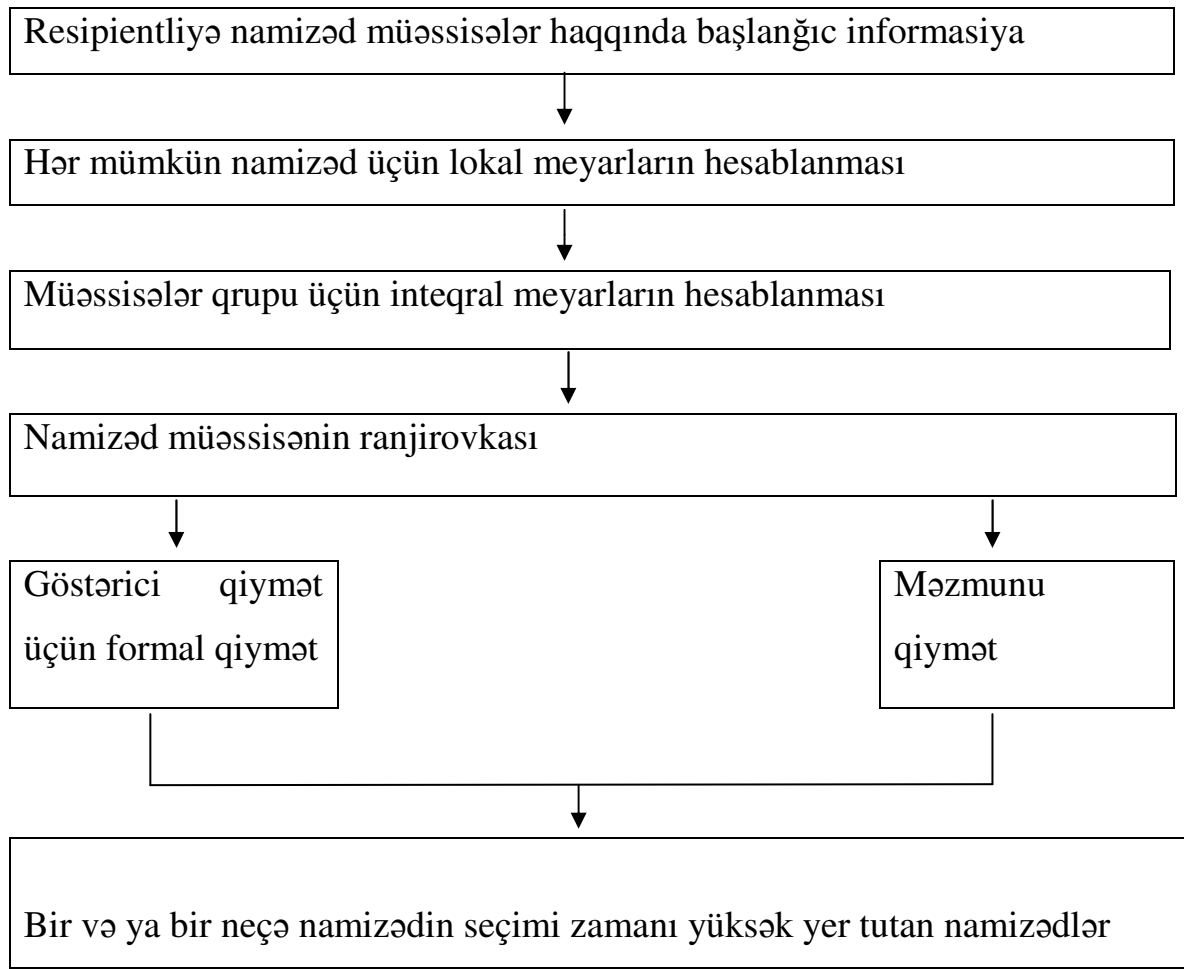 Resipientliyə namizəd müəssisələr haqqında başlanğıc informasiya
Hər mümkün namizəd üçün lokal meyarların hesablanması
Müəssisələr qrupu üçün inteqral meyarların hesablanması
Namizəd müəssisənin ranjirovkası
Göstərici qiymət
üçün formal qiymət
Məzmunu
qiymət
Bir və ya bir neçə namizədin seçimi zamanı yüksək yer tutan namizədlər